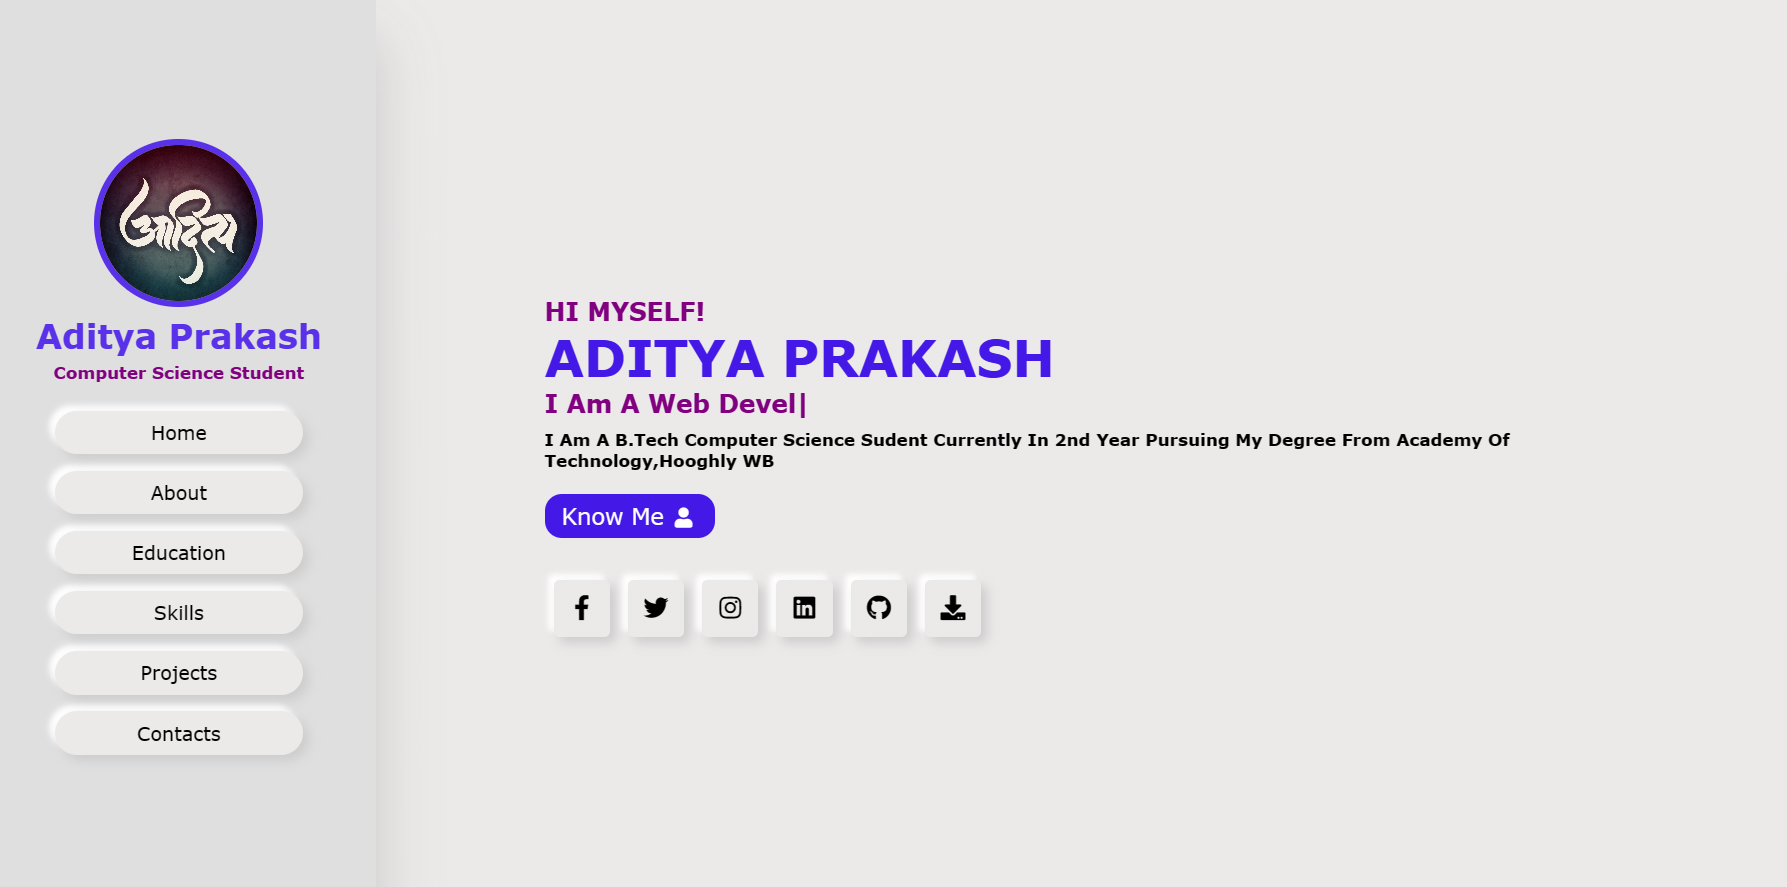 आदित्य
Aditya Prakash
Computer Science Student
Home
About
Education
Skills
Projects
Contacts
HI MYSELF!
ADITYA PRAKASH
I Am A Web Devel|
I Am A B.Tech Computer Science Sudent Currently In 2nd Year Pursuing My Degree From Academy Of
Technology,Hooghly WB
Know Me